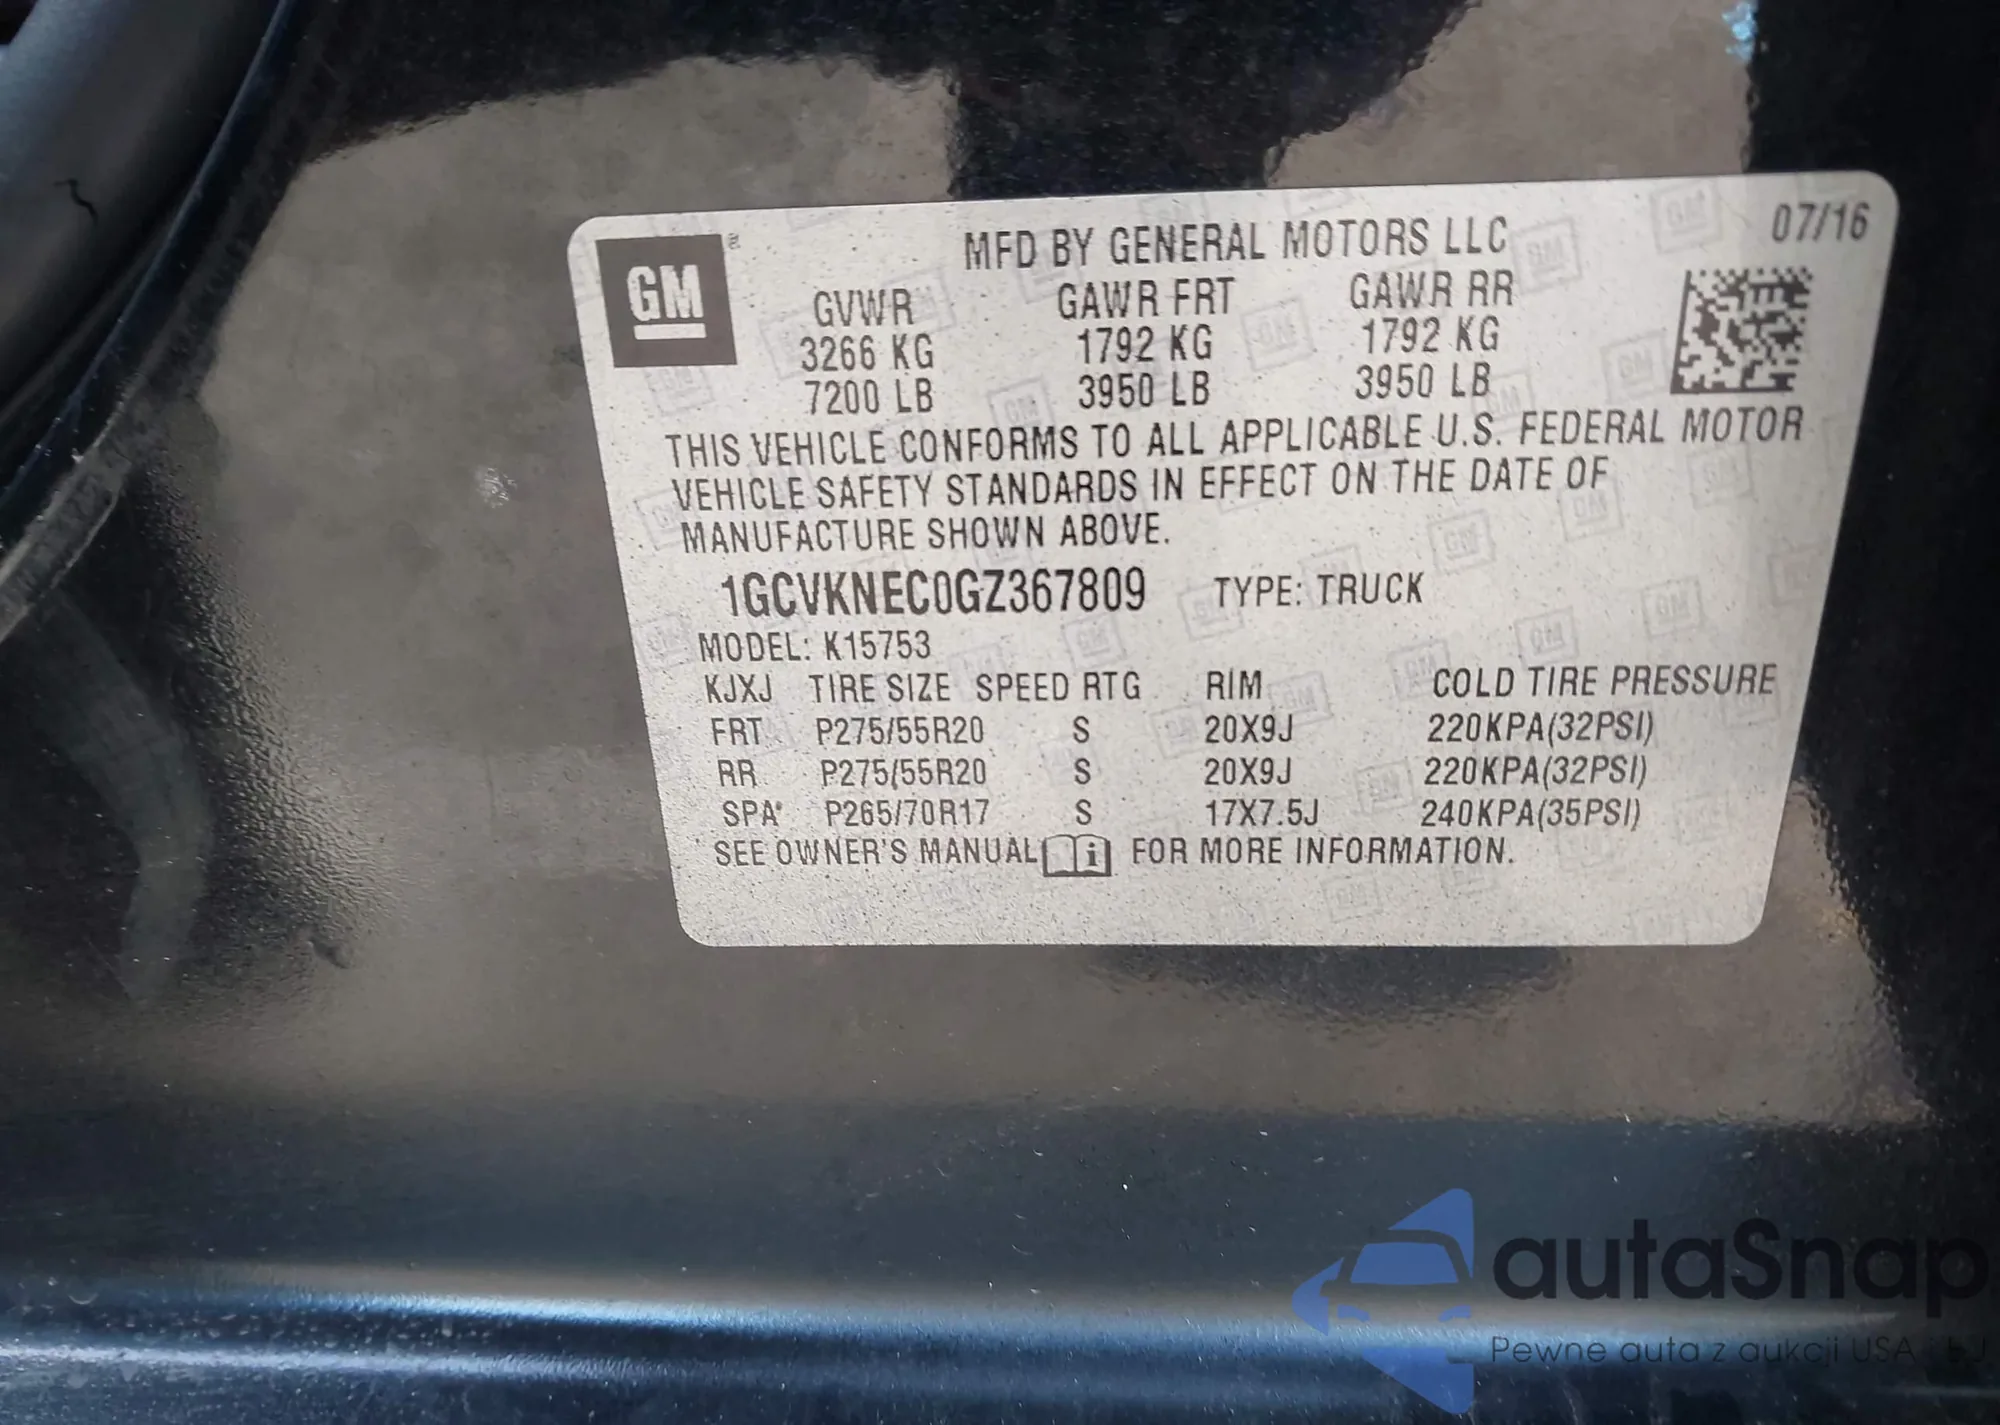 GM
MFD BY GENERAL MOTORS LLC 07/16
GVWR GAWR FRT GAWR RR
3266 KG 1792 KG 1792 KG
7200 LB 3950 LB 3950 LB
THIS VEHICLE CONFORMS TO ALL APPLICABLE U.S. FEDERAL MOTOR
VEHICLE SAFETY STANDARDS IN EFFECT ON THE DATE OF
MANUFACTURE SHOWN ABOVE.
1GCVKNEC0GZ367809 TYPE: TRUCK
MODEL: K15753
KJXJ TIRE SIZE SPEED RTG RIM COLD TIRE PRESSURE
FRT P275/55R20 S 20X9J 220KPA(32PSI)
RR P275/55R20 S 20X9J 220KPA(32PSI)
SPA P265/70R17 S 17X7.5J 240KPA(35PSI)
SEE OWNER'S MANUAL i FOR MORE INFORMATION.
autaSnap
Pewne auta z aukcji USA i EU